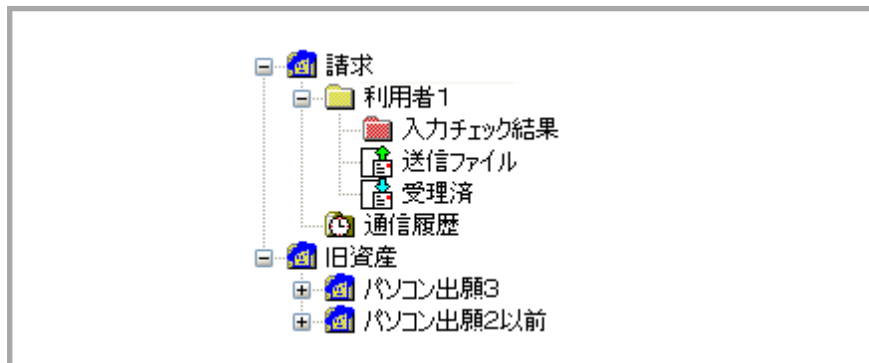 請求
利用者1
入力チェック結果
送信ファイル
受理済
通信履歴
旧資産
パソコン出願3
パソコン出願2以前